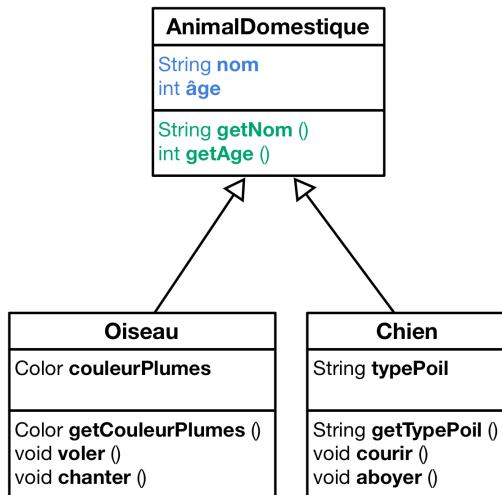 AnimalDomestique
String nom
int âge
String getNom ()
int getAge ()
Oiseau
Color couleurPlumes
Color getCouleurPlumes ()
void voler ()
void chanter ()
Chien
String typePoil
String getTypePoil ()
void courir ()
void aboyer ()